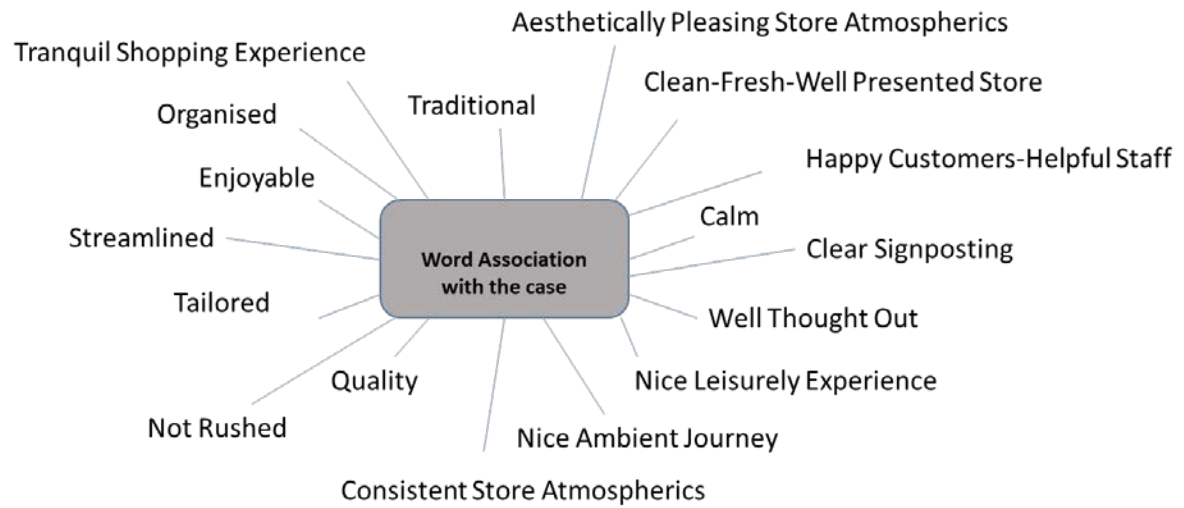 Aesthetically Pleasing Store Atmospherics
Tranquil Shopping Experience
Clean-Fresh-Well Presented Store
Traditional
Organised
Happy Customers-Helpful Staff
Enjoyable
Calm
Streamlined
Clear Signposting
Word Association
with the case
Tailored
Well Thought Out
Quality
Nice Leisurely Experience
Not Rushed
Nice Ambient Journey
Consistent Store Atmospherics